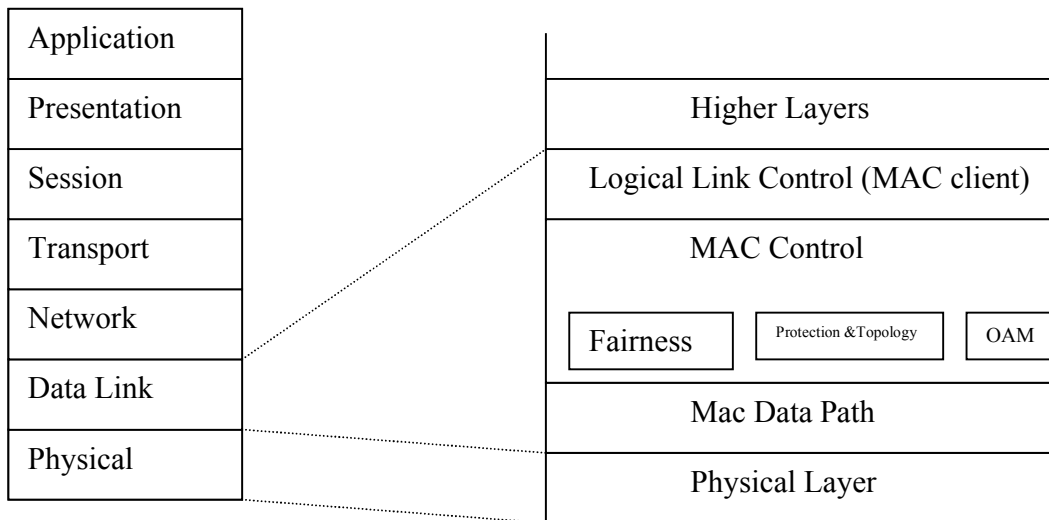 Application
Presentation
Session
Transport
Network
Data Link
Physical
Higher Layers
Logical Link Control (MAC client)
MAC Control
Fairness
Protection &Topology
OAM
Mac Data Path
Physical Layer